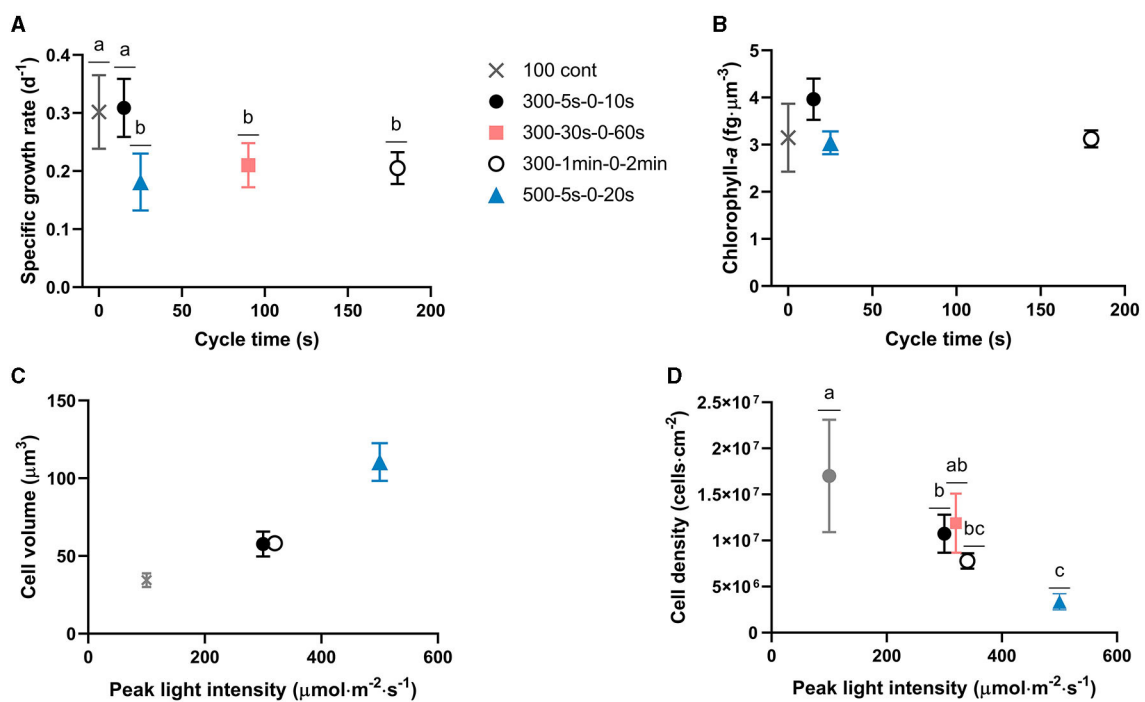 A
a
a
b
b
b
0.4
0.3
0.2
0.1
0.0
0
50
100
150
200
Specific growth rate (d⁻¹)
Cycle time (s)
100 cont
300-5s-0-10s
300-30s-0-60s
300-1min-0-2min
500-5s-0-20s
B
5
4
3
2
1
0
0
50
100
150
200
Chlorophyll-a (fg·μm⁻³)
Cycle time (s)
C
150
100
50
0
0
200
400
600
Cell volume (μm³)
Peak light intensity (μmol·m⁻²·s⁻¹)
D
a
b
ab
bc
c
2.5×10⁷
2×10⁷
1.5×10⁷
1×10⁷
5×10⁶
0
0
200
400
600
Cell density (cells·cm⁻²)
Peak light intensity (μmol·m⁻²·s⁻¹)